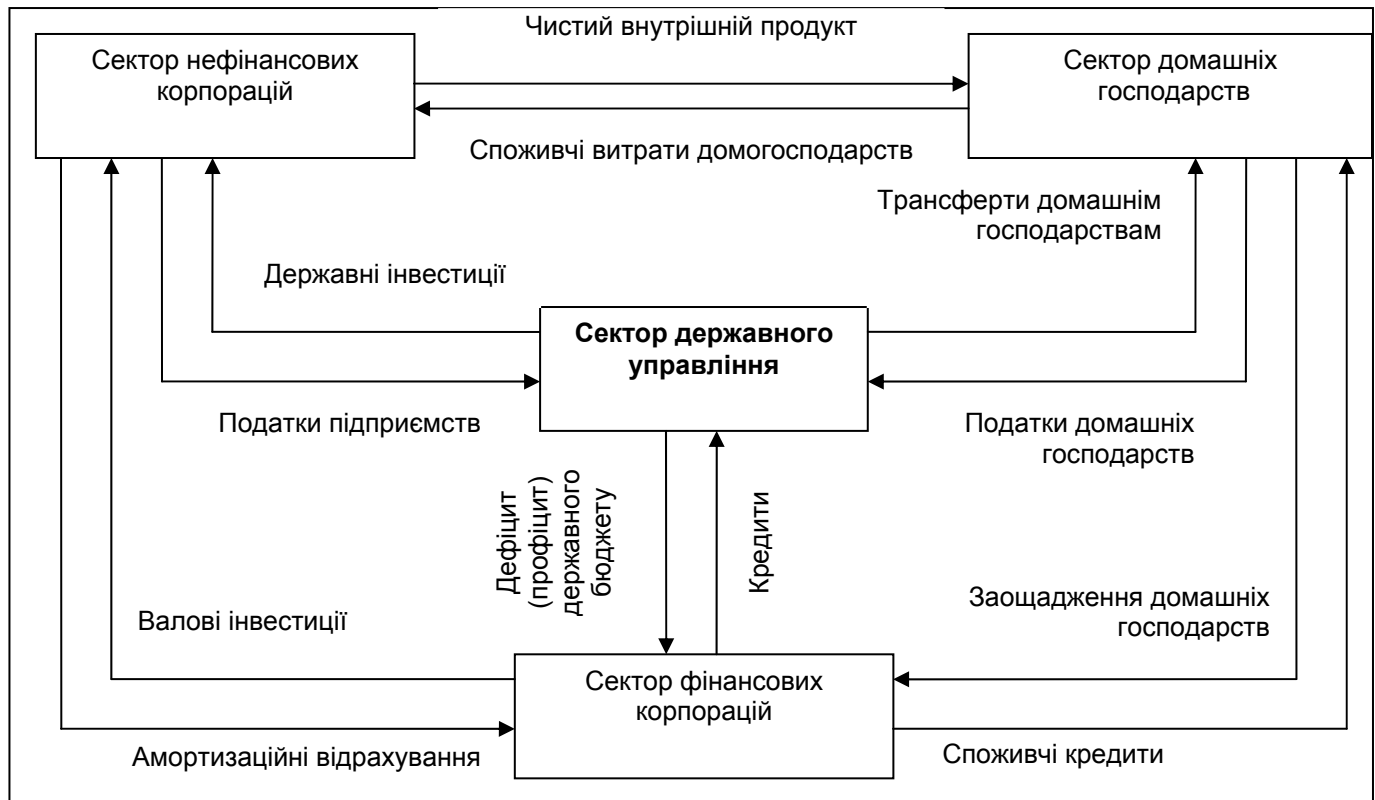 Чистий внутрішній продукт
Сектор нефінансових
корпорацій
Сектор домашніх
господарств
Споживчі витрати домогосподарств
Трансферти домашнім
господарствам
Державні інвестиції
Сектор державного
управління
Податки підприємств
Податки домашніх
господарств
Дефіцит
(профіцит)
державного
бюджету
Кредити
Валові інвестиції
Заощадження домашніх
господарств
Сектор фінансових
корпорацій
Амортизаційні відрахування
Споживчі кредити